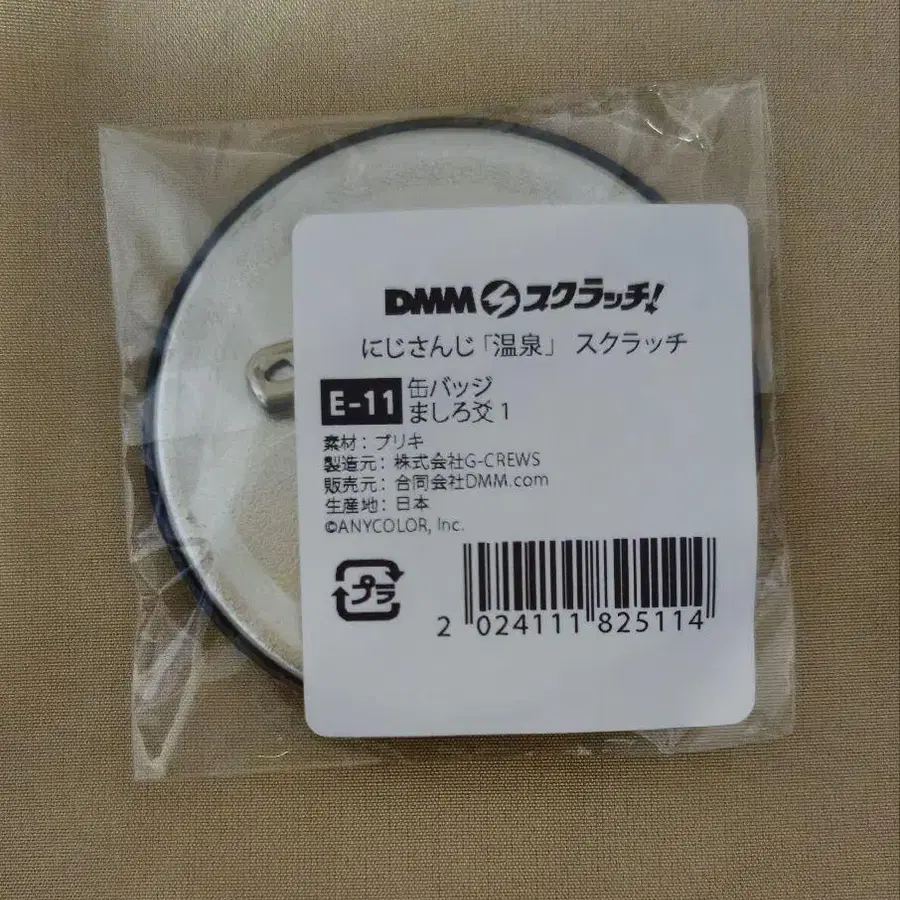 DMMスクラッチ!
にじさんじ「温泉」 スクラッチ
E-11 缶バッジ
ましろ爻 1
素材：ブリキ
製造元：株式会社G-CREWS
販売元：合同会社DMM.com
生産地：日本
©ANYCOLOR, Inc.
プラ
2 024111 825114